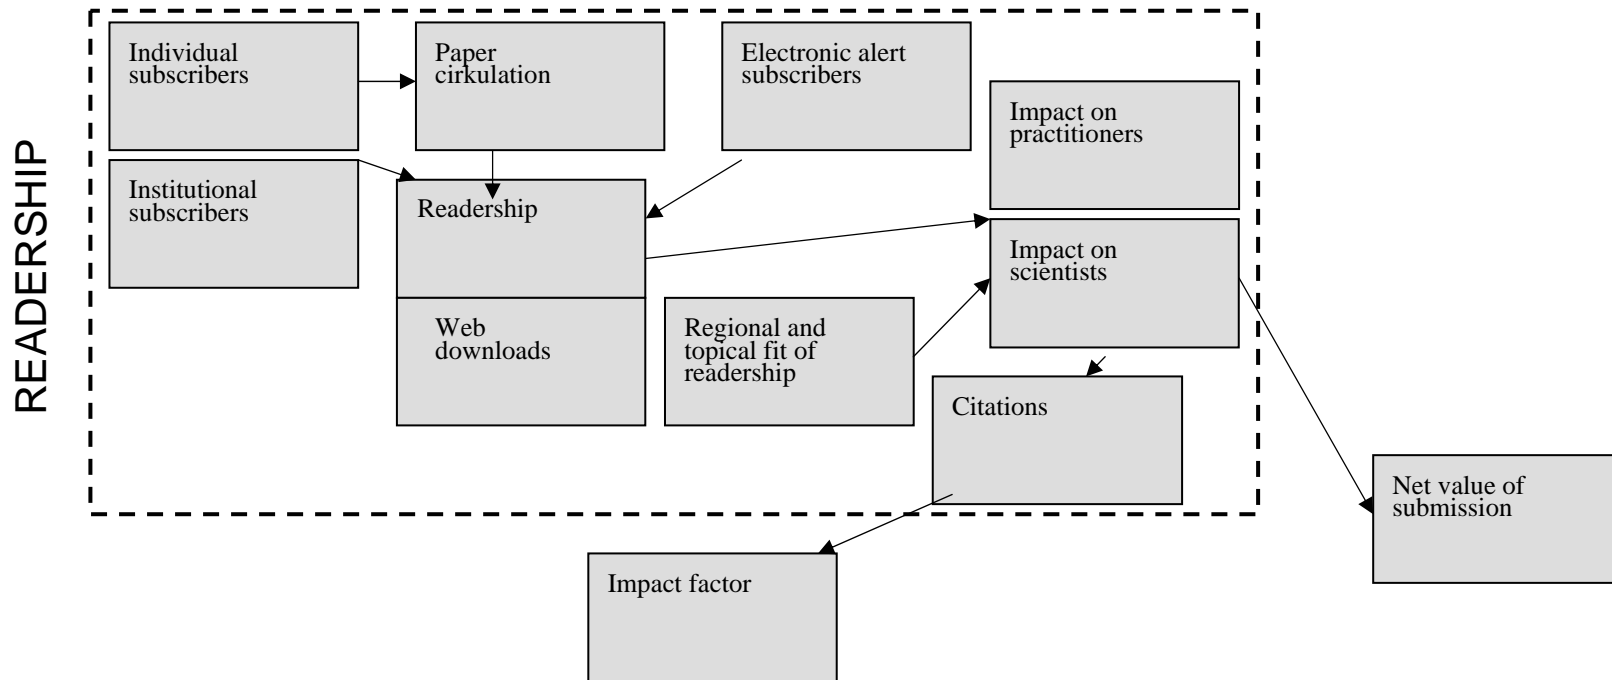 READERSHIP
Individual
subscribers
Paper
cirkulation
Electronic alert
subscribers
Impact on
practitioners
Institutional
subscribers
Readership
Impact on
scientists
Web
downloads
Regional and
topical fit of
readership
Citations
Net value of
submission
Impact factor